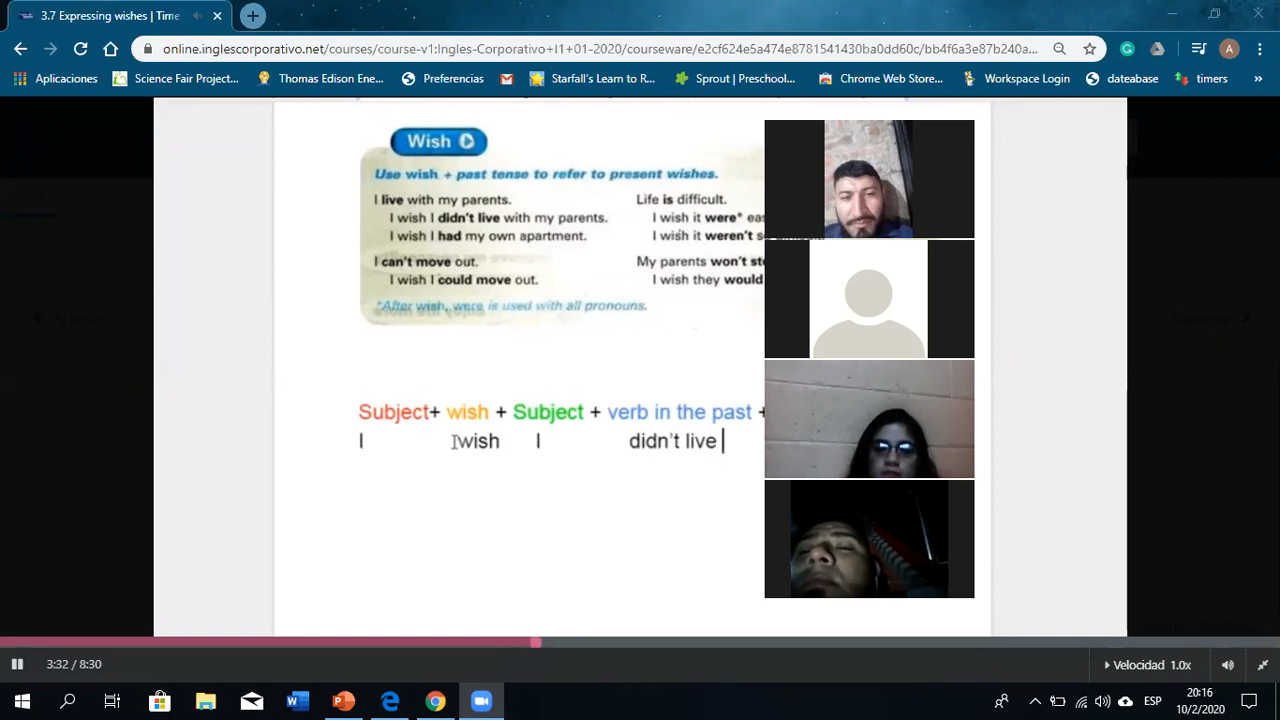 3.7 Expressing wishes | Time
online.inglescorporativo.net/courses/course-v1:Ingles-Corporativo+I1+01-2020/courseware/e2cf624e5a474e8781541430ba0dd60c/bb4f6a3e87b240a...
A
Aplicaciones Science Fair Project... Thomas Edison Ene... Preferencias Starfall's Learn to R... Sprout | Preschool... Chrome Web Store... Workspace Login dateabase timers »
Wish
Use wish + past tense to refer to present wishes.
I live with my parents. Life is difficult.
I wish I didn't live with my parents. I wish it were* eas
I wish I had my own apartment. I wish it weren't s
I can't move out. My parents won't sto
I wish I could move out. I wish they would
*After wish, were is used with all pronouns.
Subject+ wish + Subject + verb in the past +
I wish I didn't live
3:32 / 8:30 Velocidad 1.0x
ESP 20:16
10/2/2020